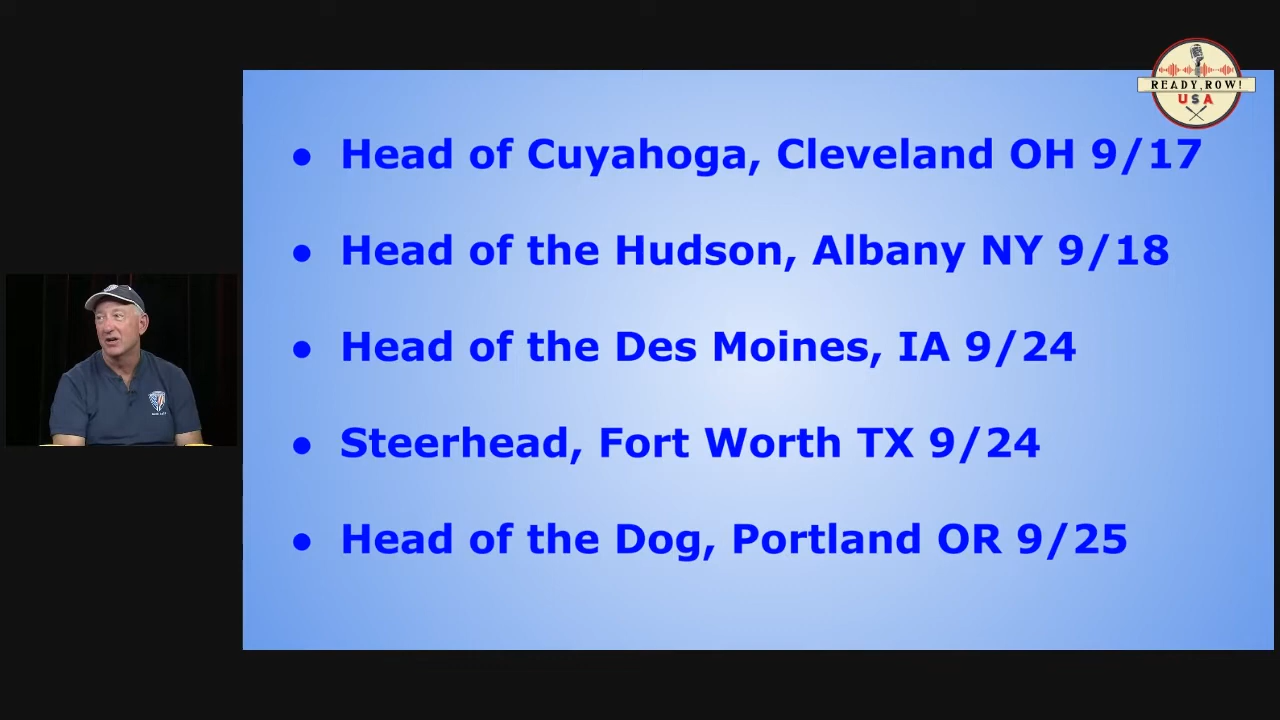 READY, ROW!
USA
● Head of Cuyahoga, Cleveland OH 9/17
● Head of the Hudson, Albany NY 9/18
● Head of the Des Moines, IA 9/24
● Steerhead, Fort Worth TX 9/24
● Head of the Dog, Portland OR 9/25